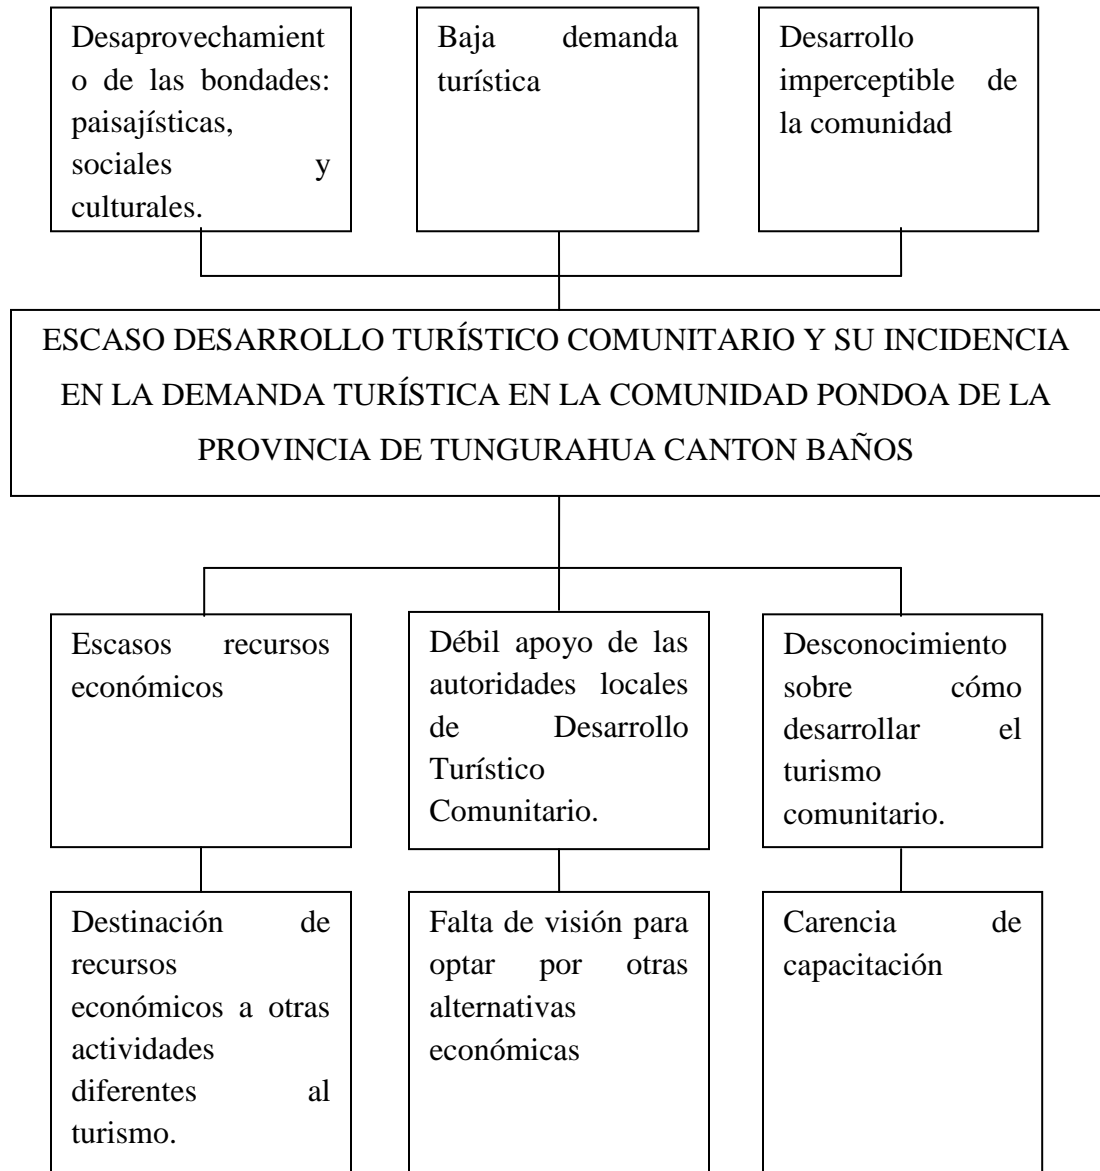 Desaprovechamient
o de las bondades:
paisajísticas,
sociales y
culturales.
Baja demanda
turística
Desarrollo
imperceptible de
la comunidad
ESCASO DESARROLLO TURÍSTICO COMUNITARIO Y SU INCIDENCIA
EN LA DEMANDA TURÍSTICA EN LA COMUNIDAD PONDOA DE LA
PROVINCIA DE TUNGURAHUA CANTON BAÑOS
Escasos recursos
económicos
Débil apoyo de las
autoridades locales
de Desarrollo
Turístico
Comunitario.
Desconocimiento
sobre cómo
desarrollar el
turismo
comunitario.
Destinación de
recursos
económicos a otras
actividades
diferentes al
turismo.
Falta de visión para
optar por otras
alternativas
económicas
Carencia de
capacitación